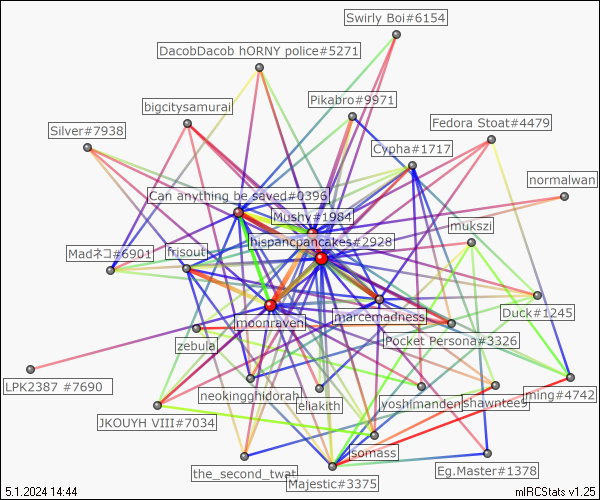 Swirly Boi#6154
DacobDacob hORNY police#5271
Pikabro#9971
bigcitysamurai
Fedora Stoat#4479
Silver#7938
Cypha#1717
normalwan
Can anything be saved#0396
Mushy#1984
mukszi
hispancpancakes#2928
Madネコ#6901
frisout
Duck#1245
moonraven
marcemadness
Pocket Persona#3326
zebula
LPK2387 #7690
neokingghidorah
eliakith
yoshimanden
shawntee9
ming#4742
JKOUYH VIII#7034
somass
the_second_twat
Majestic#3375
Eg.Master#1378
5.1.2024 14:44
mIRCStats v1.25